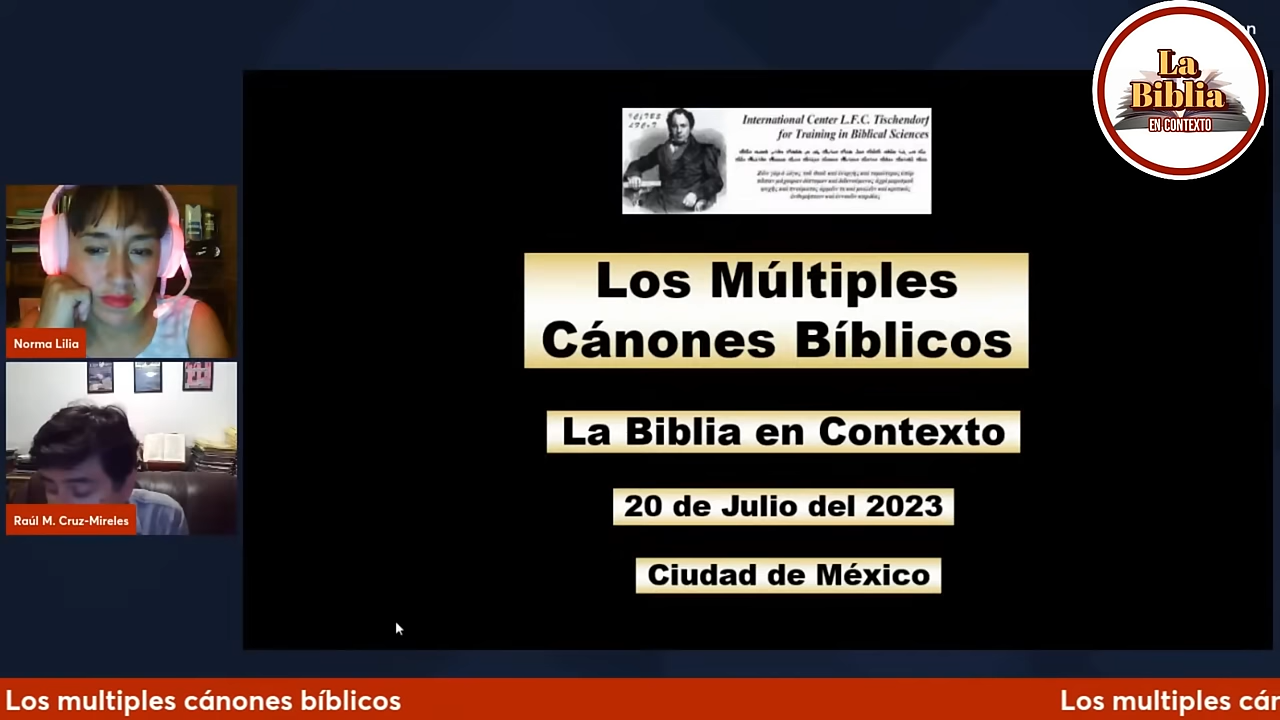 La
Biblia
EN CONTEXTO
International Center L.F.C. Tischendorf
for Training in Biblical Sciences
Los Múltiples
Cánones Bíblicos
La Biblia en Contexto
20 de Julio del 2023
Ciudad de México
Norma Lilia
Raúl M. Cruz-Mireles
Los multiples cánones bíblicos
Los multiples cán